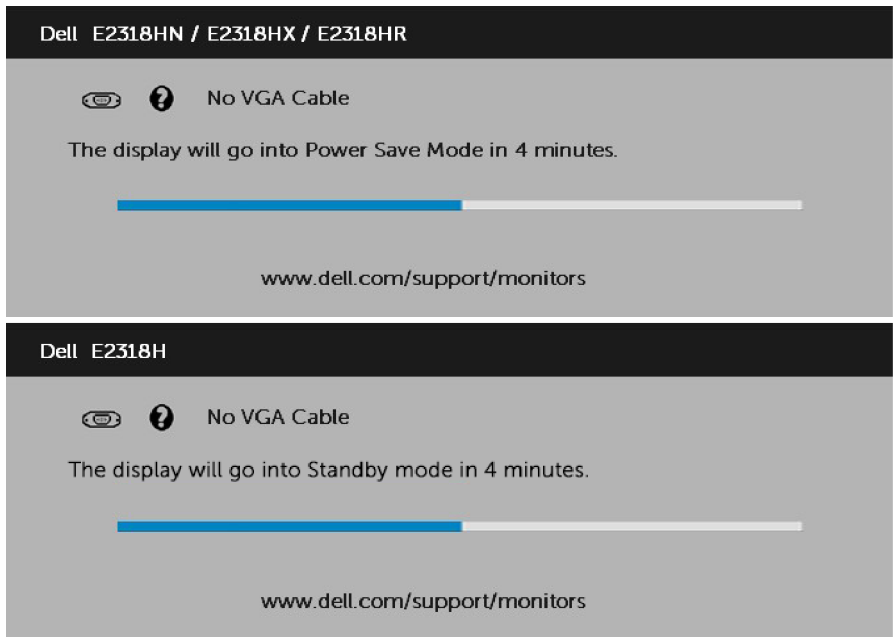 Dell E2318HN / E2318HX / E2318HR
No VGA Cable
The display will go into Power Save Mode in 4 minutes.
www.dell.com/support/monitors
Dell E2318H
No VGA Cable
The display will go into Standby mode in 4 minutes.
www.dell.com/support/monitors